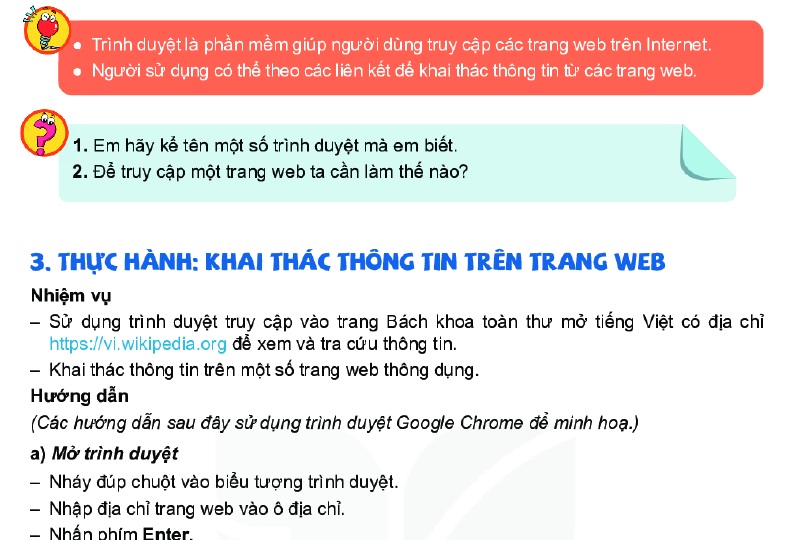 ● Trình duyệt là phần mềm giúp người dùng truy cập các trang web trên Internet.
● Người sử dụng có thể theo các liên kết để khai thác thông tin từ các trang web.
1. Em hãy kể tên một số trình duyệt mà em biết.
2. Để truy cập một trang web ta cần làm thế nào?
3. THỰC HÀNH: KHAI THÁC THÔNG TIN TRÊN TRANG WEB
Nhiệm vụ
– Sử dụng trình duyệt truy cập vào trang Bách khoa toàn thư mở tiếng Việt có địa chỉ
https://vi.wikipedia.org để xem và tra cứu thông tin.
– Khai thác thông tin trên một số trang web thông dụng.
Hướng dẫn
(Các hướng dẫn sau đây sử dụng trình duyệt Google Chrome để minh hoạ.)
a) Mở trình duyệt
– Nháy đúp chuột vào biểu tượng trình duyệt.
– Nhập địa chỉ trang web vào ô địa chỉ.
– Nhấn phím Enter.